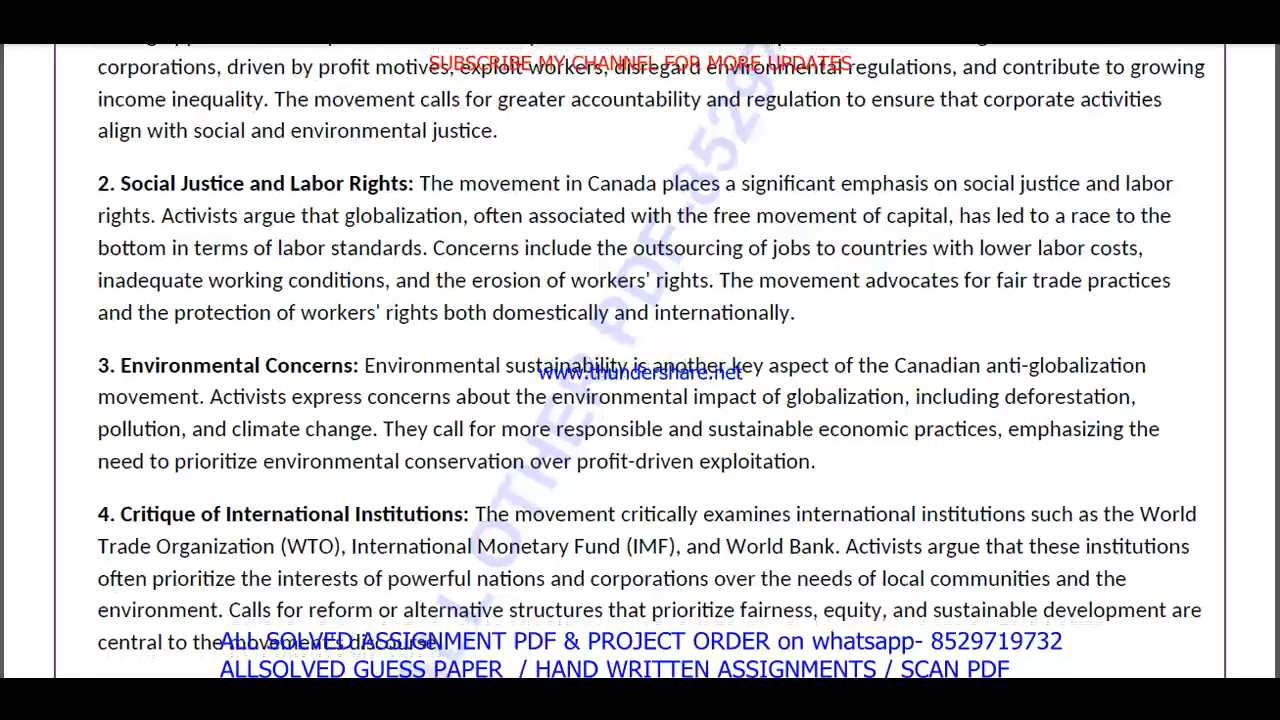 SUBSCRIBE MY CHANNEL FOR MORE UPDATES
corporations, driven by profit motives, exploit workers, disregard environmental regulations, and contribute to growing
income inequality. The movement calls for greater accountability and regulation to ensure that corporate activities
align with social and environmental justice.
2. Social Justice and Labor Rights: The movement in Canada places a significant emphasis on social justice and labor
rights. Activists argue that globalization, often associated with the free movement of capital, has led to a race to the
bottom in terms of labor standards. Concerns include the outsourcing of jobs to countries with lower labor costs,
inadequate working conditions, and the erosion of workers' rights. The movement advocates for fair trade practices
and the protection of workers' rights both domestically and internationally.
3. Environmental Concerns: Environmental sustainability is another key aspect of the Canadian anti-globalization
www.thundershare.net
movement. Activists express concerns about the environmental impact of globalization, including deforestation,
pollution, and climate change. They call for more responsible and sustainable economic practices, emphasizing the
need to prioritize environmental conservation over profit-driven exploitation.
4. Critique of International Institutions: The movement critically examines international institutions such as the World
Trade Organization (WTO), International Monetary Fund (IMF), and World Bank. Activists argue that these institutions
often prioritize the interests of powerful nations and corporations over the needs of local communities and the
environment. Calls for reform or alternative structures that prioritize fairness, equity, and sustainable development are
central to the movement's discourse.
ALL SOLVED ASSIGNMENT PDF & PROJECT ORDER on whatsapp- 8529719732
ALLSOLVED GUESS PAPER / HAND WRITTEN ASSIGNMENTS / SCAN PDF
LOTHER PDF-8529